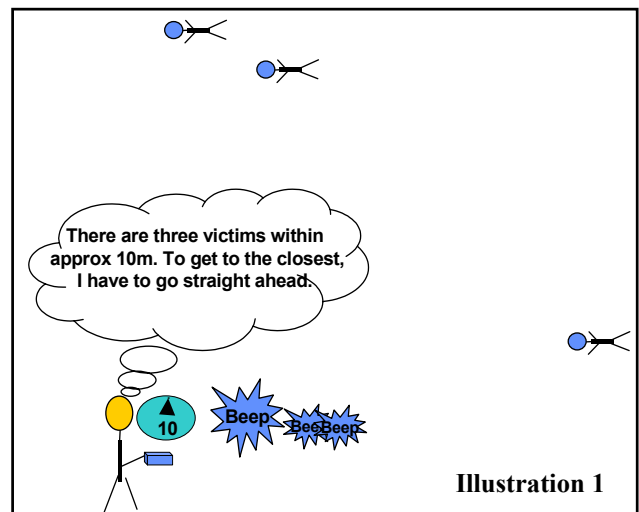 There are three victims within
approx 10m. To get to the closest,
I have to go straight ahead.
10
Beep
Bee
Beep
Illustration 1